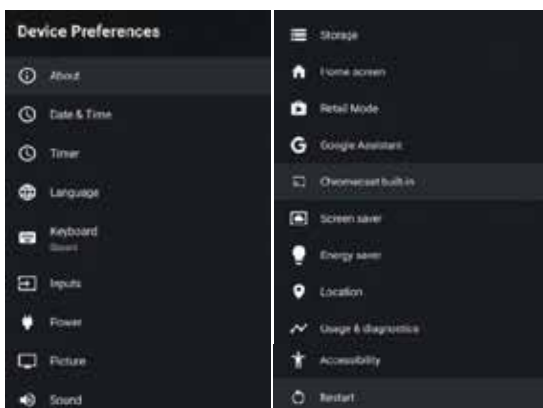 Device Preferences
About
Date & Time
Timer
Language
Keyboard
Gboard
Inputs
Power
Picture
Sound
Storage
Home screen
Retail Mode
Google Assistant
Chromecast built-in
Screen saver
Energy saver
Location
Usage & diagnostics
Accessibility
Restart